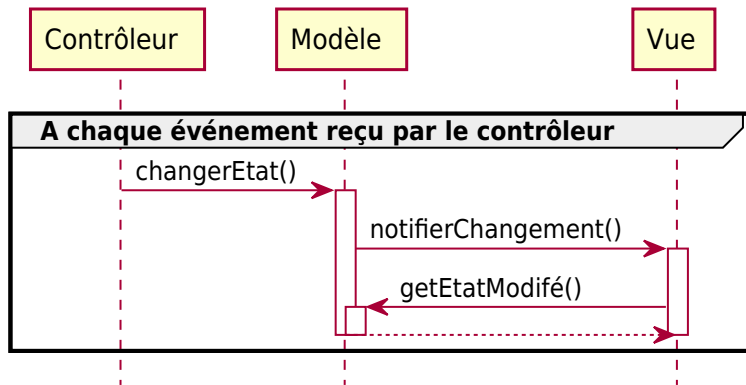 Contrôleur Modèle Vue
A chaque événement reçu par le contrôleur
changerEtat()
notifierChangement()
getEtatModifé()